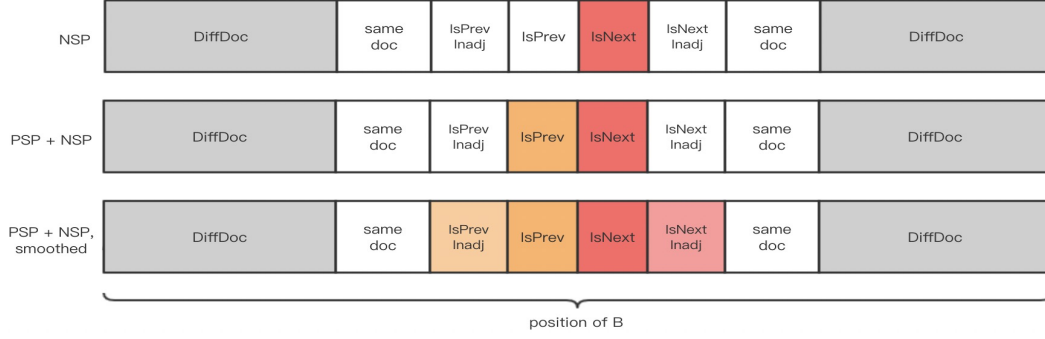 NSP
DiffDoc
same
doc
IsPrev
Inadj
IsPrev
IsNext
IsNext
Inadj
same
doc
DiffDoc
PSP + NSP
DiffDoc
same
doc
IsPrev
Inadj
IsPrev
IsNext
IsNext
Inadj
same
doc
DiffDoc
PSP + NSP,
smoothed
DiffDoc
same
doc
IsPrev
Inadj
IsPrev
IsNext
IsNext
Inadj
same
doc
DiffDoc
position of B